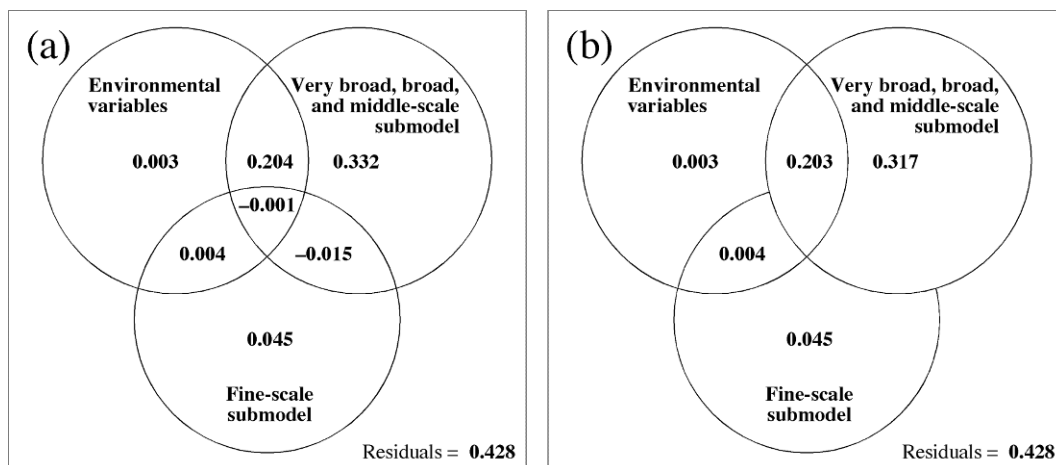 (a)
Environmental
variables
Very broad, broad,
and middle-scale
submodel
0.003
0.204
0.332
–0.001
0.004
–0.015
0.045
Fine-scale
submodel
Residuals = 0.428
(b)
Environmental
variables
Very broad, broad,
and middle-scale
submodel
0.003
0.203
0.317
0.004
0.045
Fine-scale
submodel
Residuals = 0.428